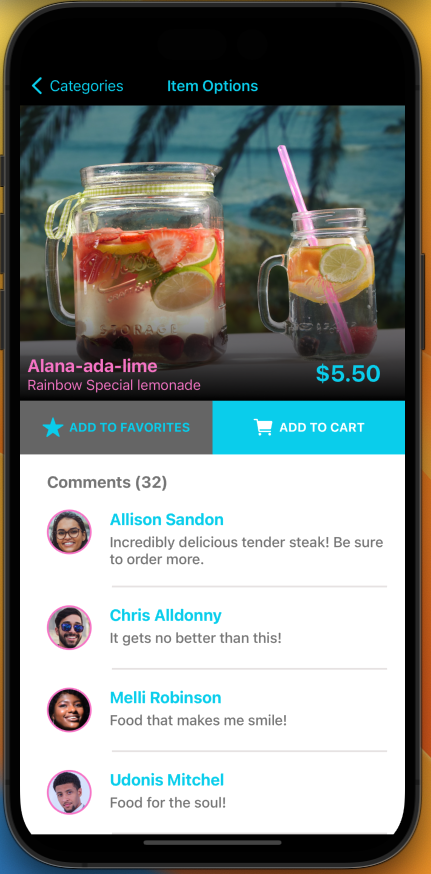 Categories
Item Options
STORAGE
Alana-ada-lime
Rainbow Special lemonade
$5.50
ADD TO FAVORITES
ADD TO CART
Comments (32)
Allison Sandon
Incredibly delicious tender steak! Be sure
to order more.
Chris Alldonny
It gets no better than this!
Melli Robinson
Food that makes me smile!
Udonis Mitchel
Food for the soul!